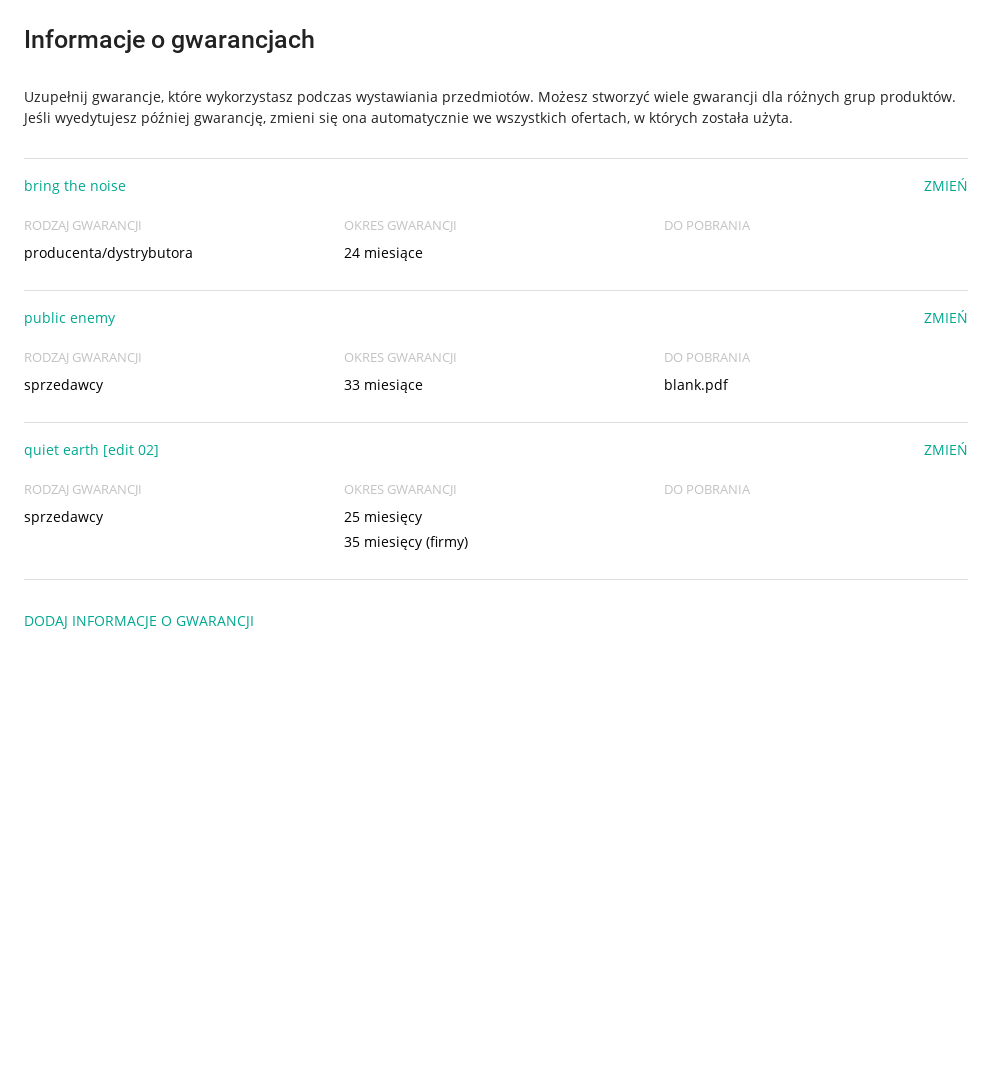 Informacje o gwarancjach
Uzupełnij gwarancje, które wykorzystasz podczas wystawiania przedmiotów. Możesz stworzyć wiele gwarancji dla różnych grup produktów.
Jeśli wyedytujesz później gwarancję, zmieni się ona automatycznie we wszystkich ofertach, w których została użyta.
bring the noise ZMIEŃ
RODZAJ GWARANCJI OKRES GWARANCJI DO POBRANIA
producenta/dystrybutora 24 miesiące
public enemy ZMIEŃ
RODZAJ GWARANCJI OKRES GWARANCJI DO POBRANIA
sprzedawcy 33 miesiące blank.pdf
quiet earth [edit 02] ZMIEŃ
RODZAJ GWARANCJI OKRES GWARANCJI DO POBRANIA
sprzedawcy 25 miesięcy
35 miesięcy (firmy)
DODAJ INFORMACJE O GWARANCJI